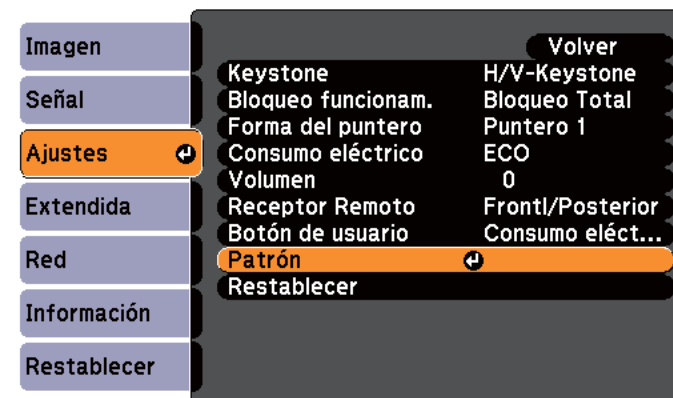 Imagen
Señal
Ajustes
Extendida
Red
Información
Restablecer
Volver
Keystone H/V-Keystone
Bloqueo funcionam. Bloqueo Total
Forma del puntero Puntero 1
Consumo eléctrico ECO
Volumen 0
Receptor Remoto Frontl/Posterior
Botón de usuario Consumo eléct...
Patrón
Restablecer